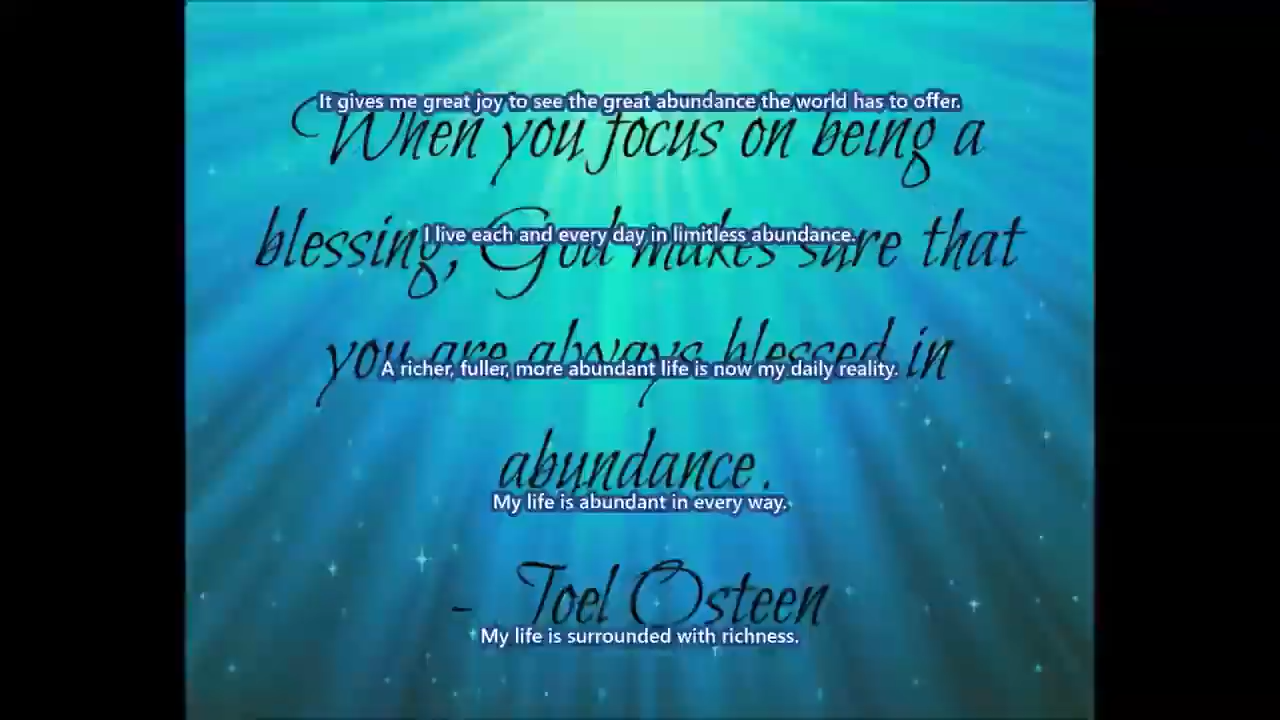 It gives me great joy to see the great abundance the world has to offer.
When you focus on being a
I live each and every day in limitless abundance.
blessing, God makes sure that
you are always blessed in
A richer, fuller, more abundant life is now my daily reality.
abundance.
My life is abundant in every way.
- Joel Osteen
My life is surrounded with richness.